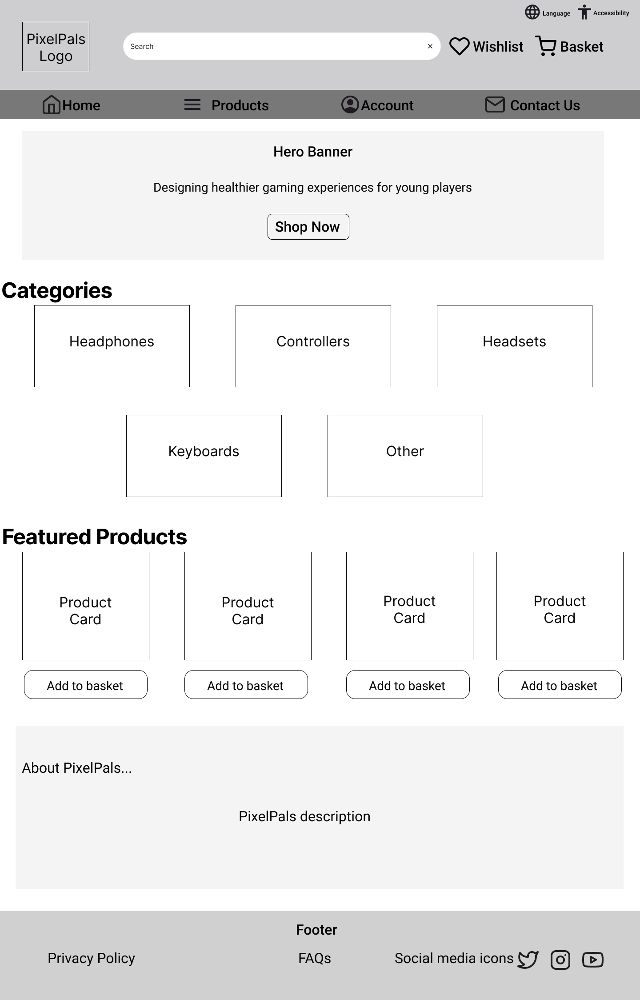 Language
Accessibility
PixelPals
Logo
Search
Wishlist
Basket
Home
Products
Account
Contact Us
Hero Banner
Designing healthier gaming experiences for young players
Shop Now
Categories
Headphones
Controllers
Headsets
Keyboards
Other
Featured Products
Product
Card
Product
Card
Product
Card
Product
Card
Add to basket
Add to basket
Add to basket
Add to basket
About PixelPals...
PixelPals description
Footer
Privacy Policy
FAQs
Social media icons